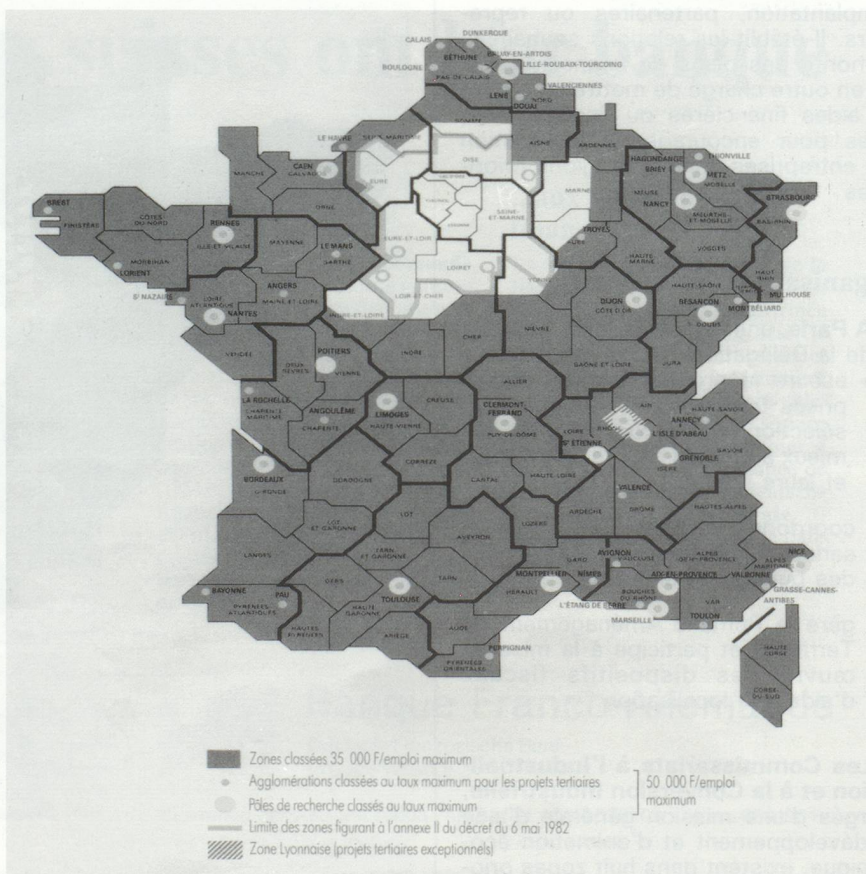 DUNKERQUE
CALAIS
BRUAY-EN-ARTOIS
BÉTHUNE
LILLE-ROUBAIX-TOURCOING
BOULOGNE
PAS-DE-CALAIS
VALENCIENNES
LENS
NORD
DOUAI
SOMME
LE HAVRE
SEINE-MARITIME
AISNE
ARDENNES
OISE
THIONVILLE
HAGONDANGE
BRIEY
METZ
MOSELLE
CAEN
CALVADOS
MANCHE
EURE
MARNE
MEUSE
STRASBOURG
NANCY
BAS-RHIN
BREST
CÔTES-DU-NORD
ORNE
SEINE-ET-MARNE
MEURTHE-ET-MOSELLE
FINISTÈRE
RENNES
ILLE-ET-VILAINE
MAYENNE
LE MANS
EURE-ET-LOIR
TROYES
AUBE
VOSGES
MORBIHAN
SARTHE
HAUTE-MARNE
LORIENT
LOIRET
YONNE
HAUT-RHIN
ANGERS
HAUTE-SAÔNE
MULHOUSE
ST NAZAIRE
LOIRE ATLANTIQUE
MAINE-ET-LOIRE
LOIR-ET-CHER
DIJON
CÔTE D'OR
BESANÇON
MONTBÉLIARD
NANTES
INDRE-ET-LOIRE
DOUBS
CHER
NIÈVRE
VENDÉE
DEUX-SÈVRES
POITIERS
VIENNE
INDRE
SAÔNE-ET-LOIRE
JURA
ALLIER
LA ROCHELLE
CHARENTE-MARITIME
ANGOULÊME
CHARENTE
LIMOGES
HAUTE-VIENNE
CREUSE
CLERMONT-FERRAND
PUY-DE-DÔME
LOIRE
RHÔNE
AIN
ANNECY
HAUTE-SAVOIE
L'ISLE D'ABEAU
ST ETIENNE
SAVOIE
GRENOBLE
ISÈRE
CORRÈZE
BORDEAUX
GIRONDE
DORDOGNE
CANTAL
HAUTE-LOIRE
VALENCE
ARDÈCHE
DRÔME
HAUTES-ALPES
LOT
LOT ET GARONNE
LOZÈRE
AVEYRON
LANDES
TARN ET GARONNE
GARD
AVIGNON
VAUCLUSE
ALPES DE HTE PROVENCE
ALPES MARITIMES
NICE
GERS
TARN
MONTPELLIER
NÎMES
AIX-EN-PROVENCE
VALBONNE
BAYONNE
PAU
TOULOUSE
HÉRAULT
BOUCHES DU RHÔNE
GRASSE-CANNES-ANTIBES
PYRÉNÉES-ATLANTIQUES
HAUTE GARONNE
L'ÉTANG DE BERRE
VAR
MARSEILLE
TOULON
HAUTES PYRÉNÉES
ARIÈGE
AUDE
PERPIGNAN
PYRÉNÉES ORIENTALES
HAUTE CORSE
CORSE DU SUD
Zones classées 35 000 F/emploi maximum
Agglomérations classées au taux maximum pour les projets tertiaires
50 000 F/emploi
maximum
Pôles de recherche classés au taux maximum
Limite des zones figurant à l'annexe II du décret du 6 mai 1982
Zone Lyonnaise (projets tertiaires exceptionnels)